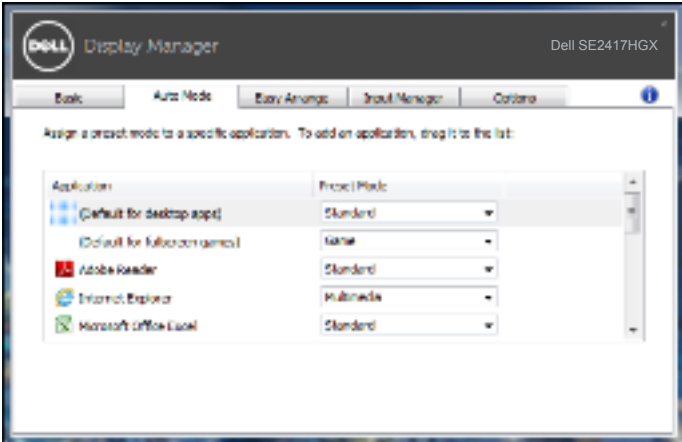 DELL Display Manager Dell SE2417HGX
Basic Auto Mode Easy Arrange Input Manager Options
Assign a preset mode to a specific application. To add an application, drag it to the list:
Application Preset Mode
(Default for desktop apps) Standard
(Default for fullscreen games) Game
Adobe Reader Standard
Internet Explorer Multimedia
Microsoft Office Excel Standard